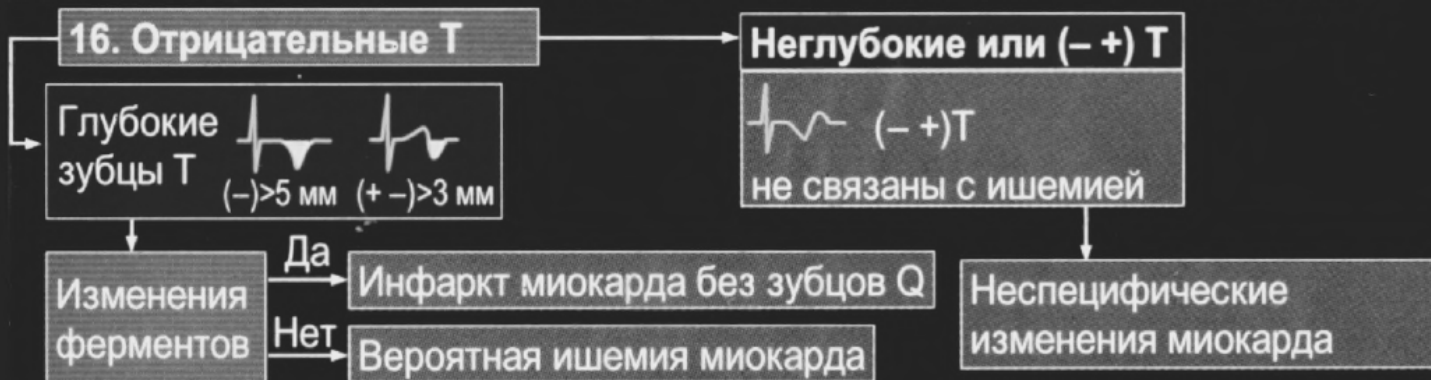 16. Отрицательные Т
Неглубокие или (– +) Т
Глубокие
зубцы Т
(–)>5 мм (+ –)>3 мм
(– +)Т
не связаны с ишемией
Изменения
ферментов
Да
Инфаркт миокарда без зубцов Q
Нет
Вероятная ишемия миокарда
Неспецифические
изменения миокарда